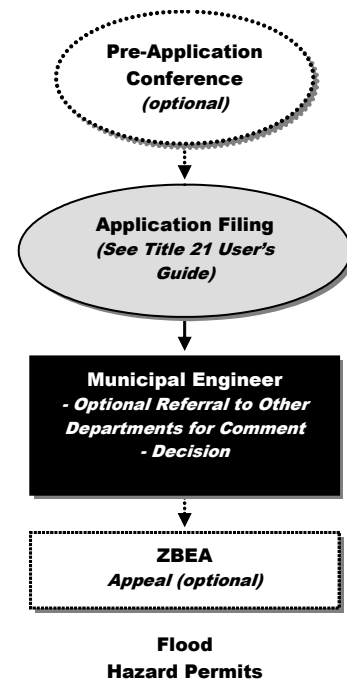 Pre-Application
Conference
(optional)
Application Filing
(See Title 21 User's
Guide)
Municipal Engineer
- Optional Referral to Other
Departments for Comment
- Decision
ZBEA
Appeal (optional)
Flood
Hazard Permits